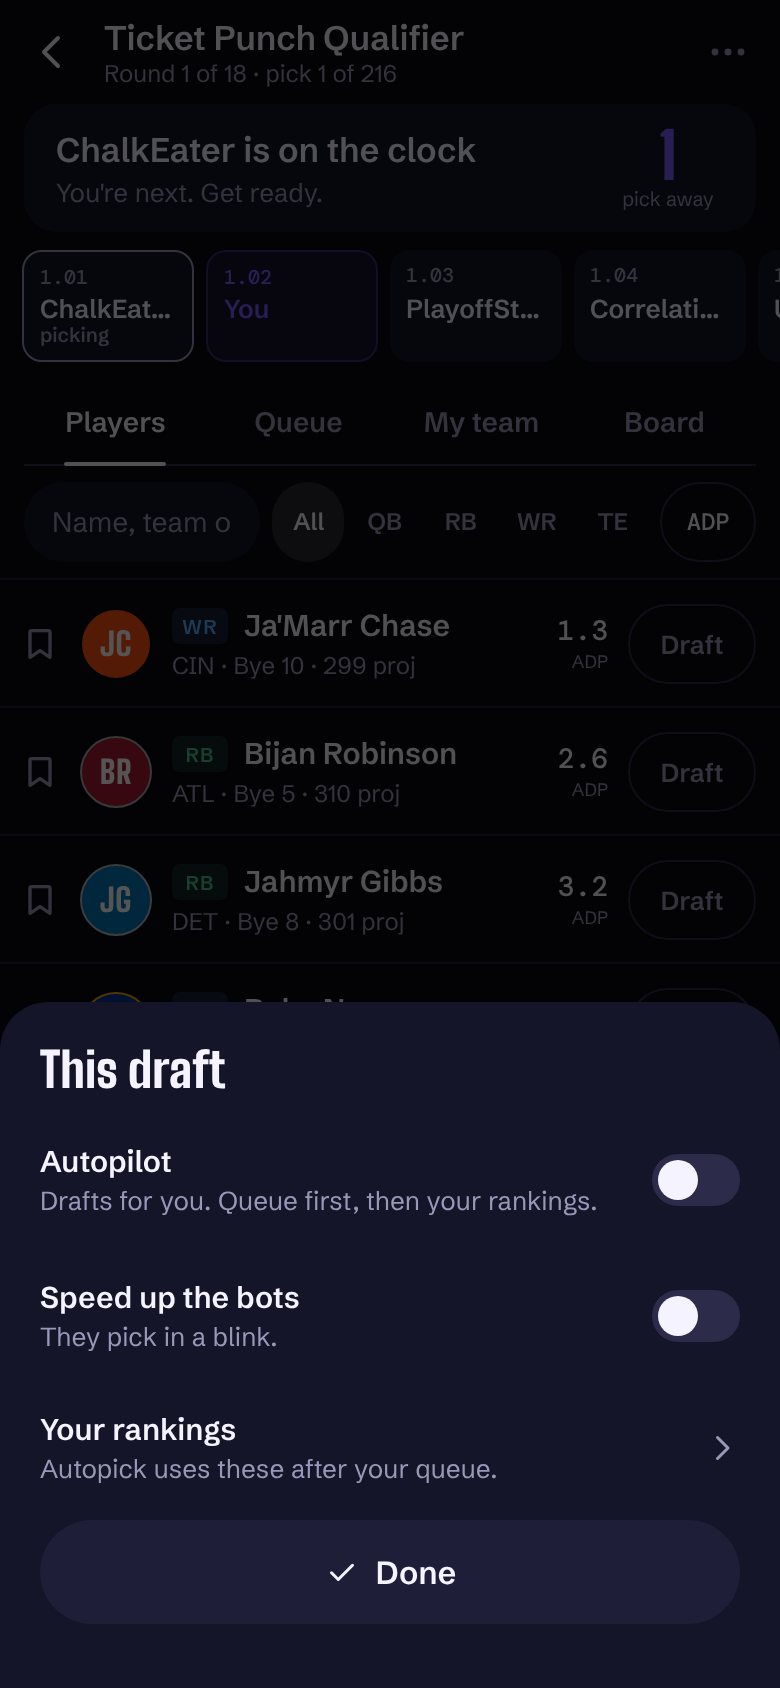 Ticket Punch Qualifier
Round 1 of 18 · pick 1 of 216
ChalkEater is on the clock
You're next. Get ready.
1
pick away
1.01
ChalkEat...
picking
1.02
You
1.03
PlayoffSt...
1.04
Correlati...
Players
Queue
My team
Board
Name, team o
All
QB
RB
WR
TE
ADP
JC
WR
Ja'Marr Chase
CIN · Bye 10 · 299 proj
1.3
ADP
Draft
BR
RB
Bijan Robinson
ATL · Bye 5 · 310 proj
2.6
ADP
Draft
JG
RB
Jahmyr Gibbs
DET · Bye 8 · 301 proj
3.2
ADP
Draft
This draft
Autopilot
Drafts for you. Queue first, then your rankings.
Speed up the bots
They pick in a blink.
Your rankings
Autopick uses these after your queue.
Done